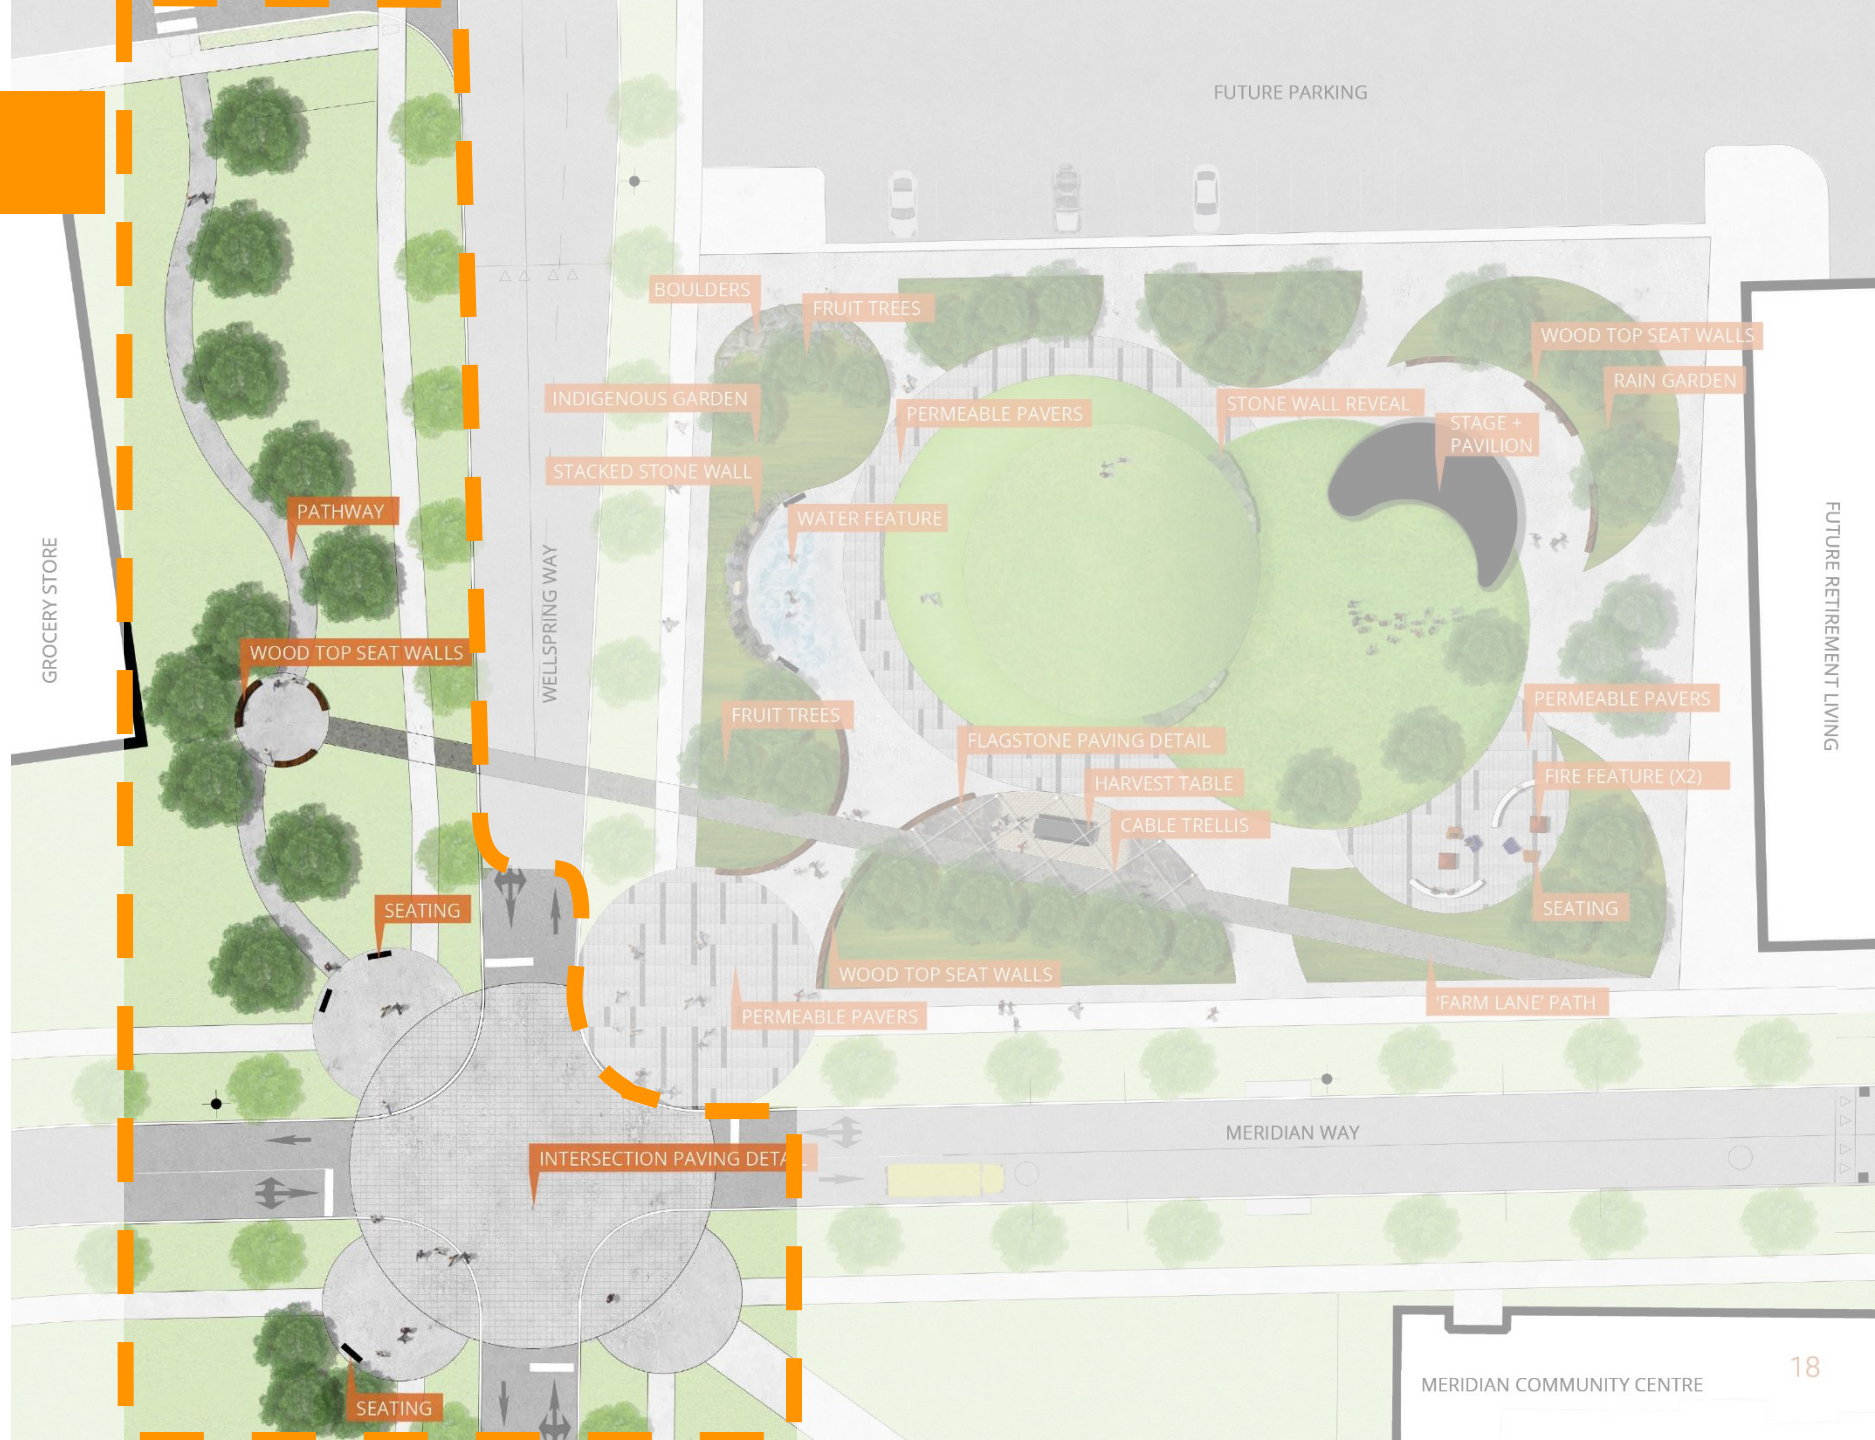 FUTURE PARKING
BOULDERS
FRUIT TREES
WOOD TOP SEAT WALLS
RAIN GARDEN
INDIGENOUS GARDEN
PERMEABLE PAVERS
STONE WALL REVEAL
STAGE +
PAVILION
STACKED STONE WALL
WATER FEATURE
PATHWAY
GROCERY STORE
WELLSPRING WAY
FUTURE RETIREMENT LIVING
WOOD TOP SEAT WALLS
FRUIT TREES
PERMEABLE PAVERS
FLAGSTONE PAVING DETAIL
HARVEST TABLE
FIRE FEATURE (X2)
CABLE TRELLIS
SEATING
SEATING
WOOD TOP SEAT WALLS
'FARM LANE' PATH
PERMEABLE PAVERS
MERIDIAN WAY
INTERSECTION PAVING DETA
MERIDIAN COMMUNITY CENTRE
18
SEATING